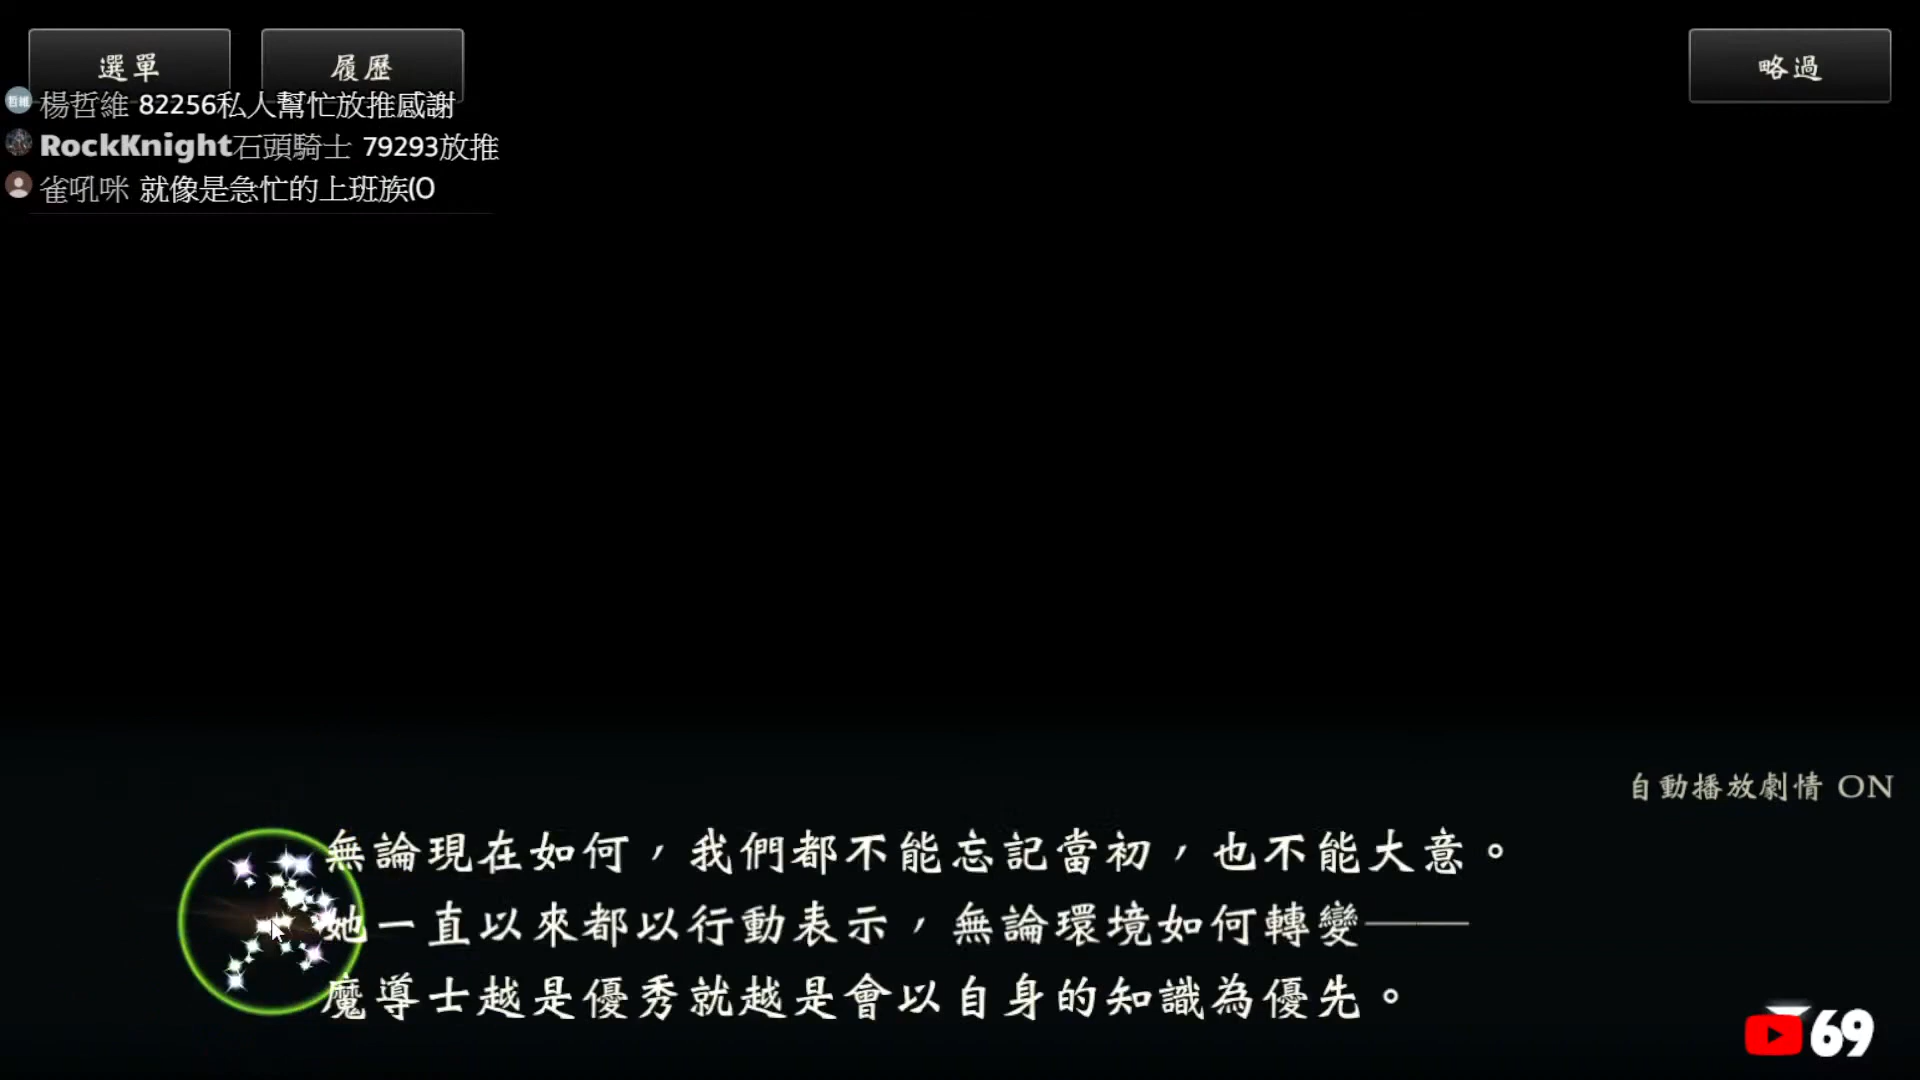 選單
履歷
略過
哲維 楊哲維 82256私人幫忙放推感謝
RockKnight石頭騎士 79293放推
雀吼咪 就像是急忙的上班族(O
自動播放劇情 ON
無論現在如何，我們都不能忘記當初，也不能大意。
她一直以來都以行動表示，無論環境如何轉變——
魔導士越是優秀就越是會以自身的知識為優先。
69